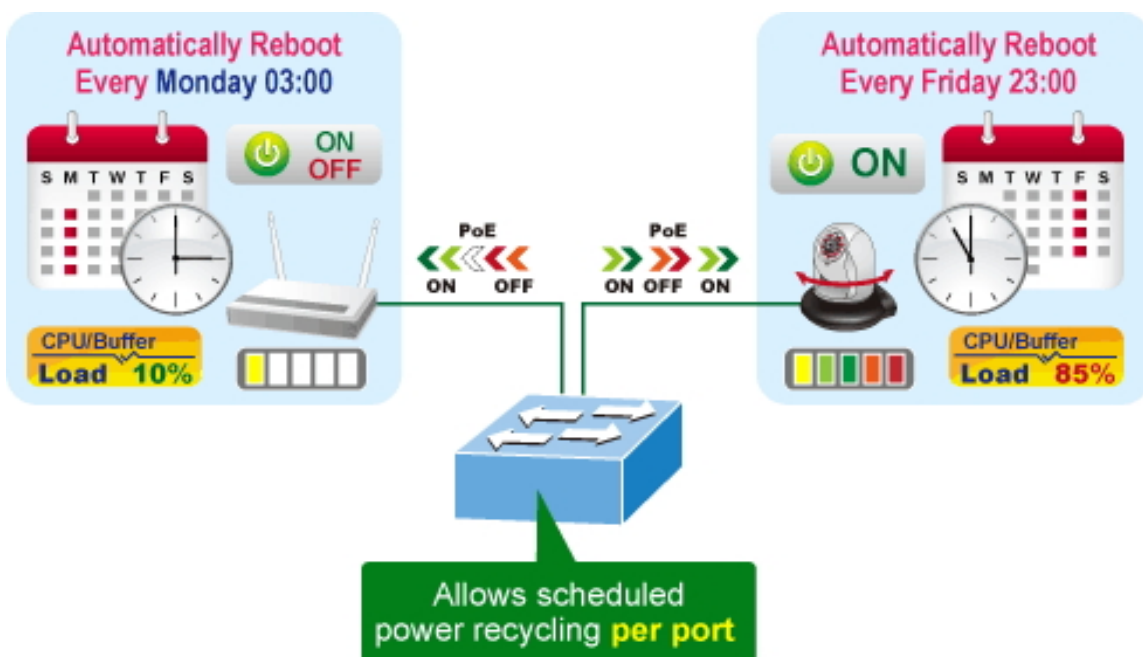 Automatically Reboot
Every Monday 03:00
S M T W T F S
ON
OFF
CPU/Buffer
Load 10%
PoE
ON OFF
PoE
ON OFF ON
Automatically Reboot
Every Friday 23:00
ON
S M T W T F S
CPU/Buffer
Load 85%
Allows scheduled
power recycling per port